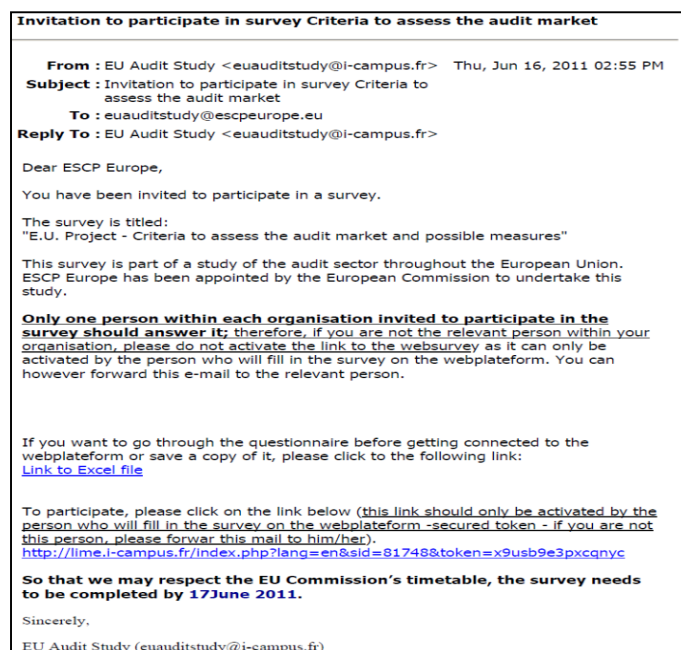 Invitation to participate in survey Criteria to assess the audit market
From : EU Audit Study <euauditstudy@i-campus.fr> Thu, Jun 16, 2011 02:55 PM
Subject : Invitation to participate in survey Criteria to
assess the audit market
To : euauditstudy@escpeurope.eu
Reply To : EU Audit Study <euauditstudy@i-campus.fr>
Dear ESCP Europe,
You have been invited to participate in a survey.
The survey is titled:
"E.U. Project - Criteria to assess the audit market and possible measures"
This survey is part of a study of the audit sector throughout the European Union.
ESCP Europe has been appointed by the European Commission to undertake this
study.
Only one person within each organisation invited to participate in the
survey should answer it; therefore, if you are not the relevant person within your
organisation, please do not activate the link to the websurvey as it can only be
activated by the person who will fill in the survey on the webplateform. You can
however forward this e-mail to the relevant person.
If you want to go through the questionnaire before getting connected to the
webplateform or save a copy of it, please click to the following link:
Link to Excel file
To participate, please click on the link below (this link should only be activated by the
person who will fill in the survey on the webplateform -secured token - if you are not
this person, please forwar this mail to him/her).
http://lime.i-campus.fr/index.php?lang=en&sid=81748&token=x9usb9e3pxcqnyc
So that we may respect the EU Commission's timetable, the survey needs
to be completed by 17June 2011.
Sincerely,
EU Audit Study (euauditstudy@i-campus.fr)